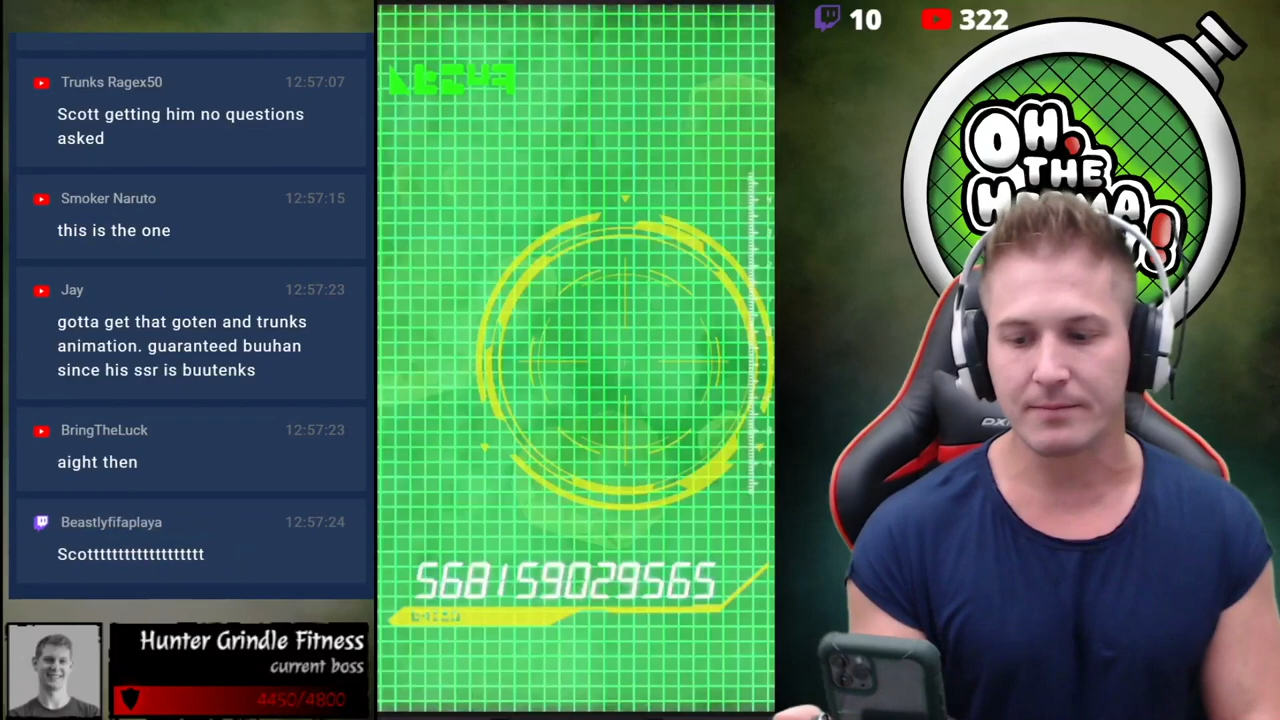 10 322
Trunks Ragex50 12:57:07
Scott getting him no questions
asked
Smoker Naruto 12:57:15
this is the one
Jay 12:57:23
gotta get that goten and trunks
animation. guaranteed buuhan
since his ssr is buutenks
BringTheLuck 12:57:23
aight then
Beastlyfifaplaya 12:57:24
Scotttttttttttttttttttt
Hunter Grindle Fitness
current boss
4450/4800
568159029565
OH,
THE